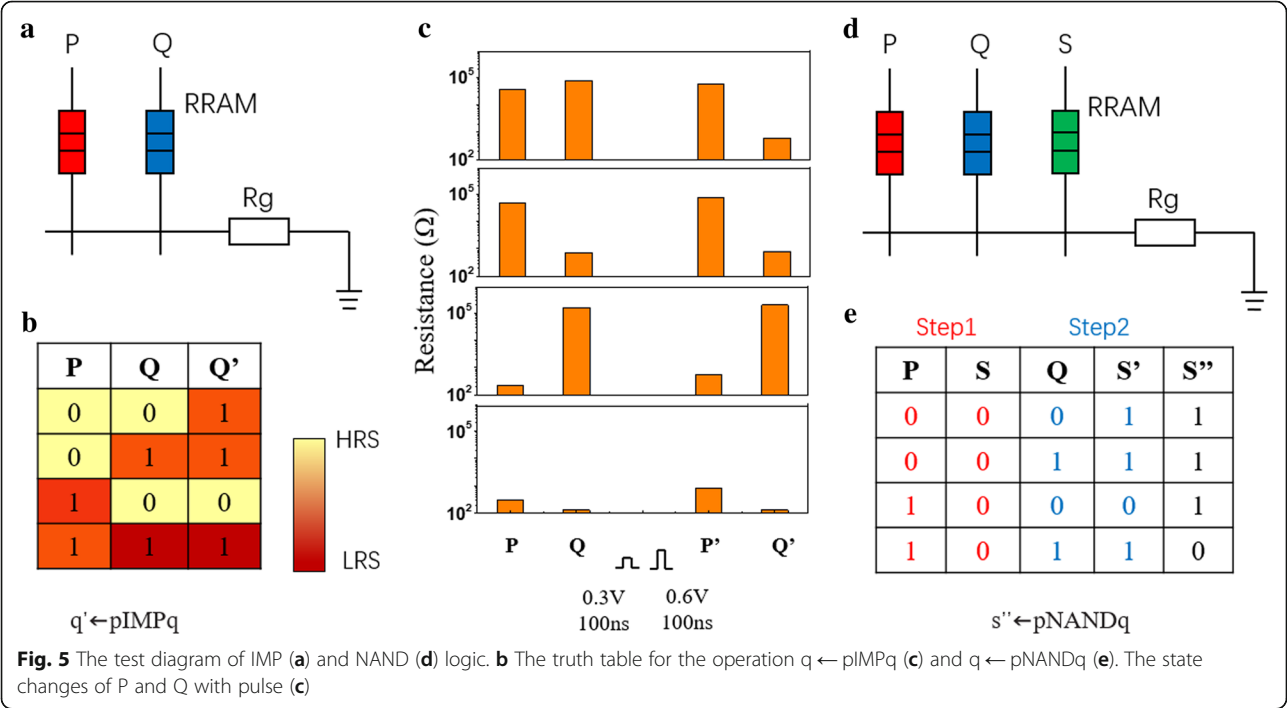 a
P Q
RRAM
Rg
b
P Q Q’
0 0 1
0 1 1
1 0 0
1 1 1
HRS
LRS
q'←pIMPq
c
Resistance (Ω)
10⁵
10²
10⁵
10²
10⁵
10²
10⁵
10²
P Q P’ Q’
0.3V 0.6V
100ns 100ns
d
P Q S
RRAM
Rg
e
Step1 Step2
P S Q S’ S’’
0 0 0 1 1
0 0 1 1 1
1 0 0 0 1
1 0 1 1 0
s''←pNANDq
Fig. 5 The test diagram of IMP (a) and NAND (d) logic. b The truth table for the operation q ← pIMPq (c) and q ← pNANDq (e). The state
changes of P and Q with pulse (c)